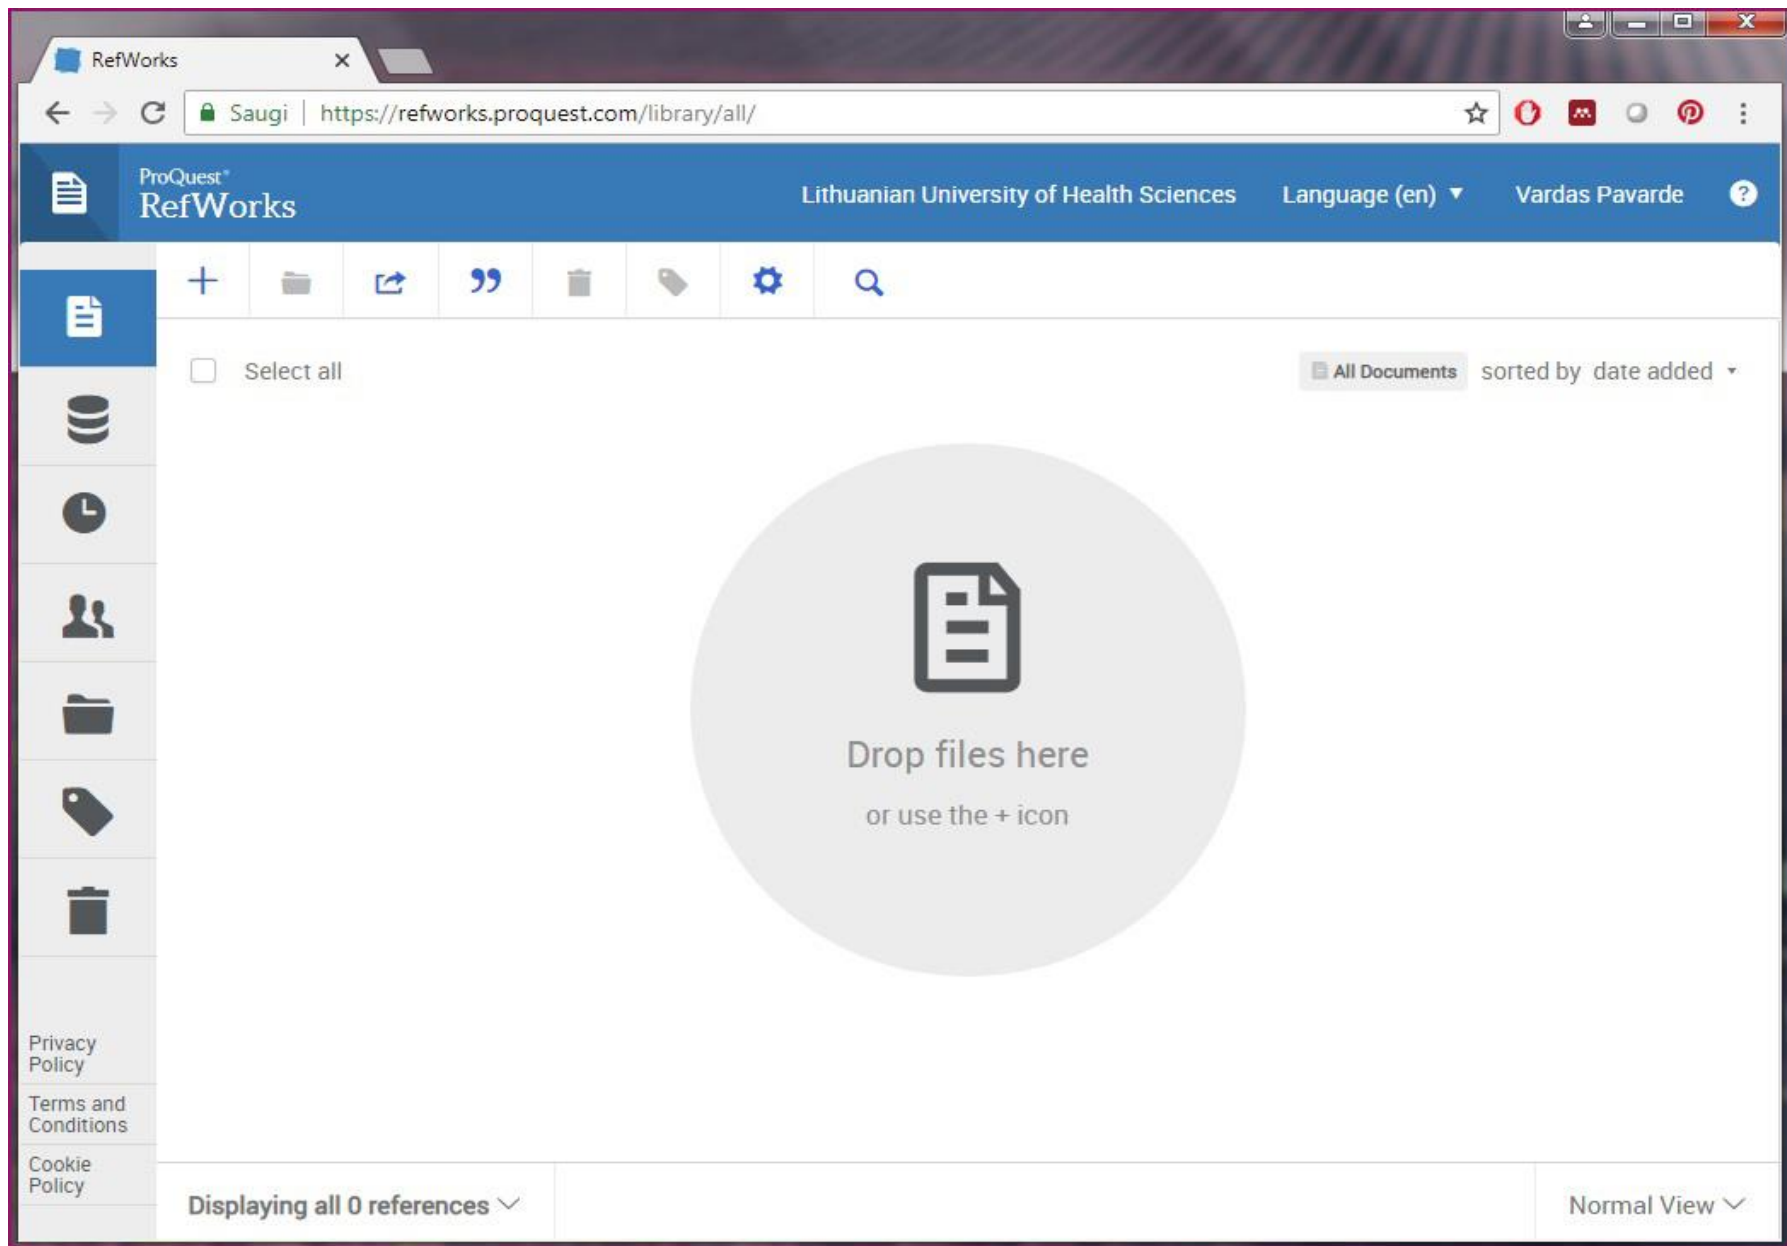 RefWorks
Saugi | https://refworks.proquest.com/library/all/
ProQuest®
RefWorks
Lithuanian University of Health Sciences
Language (en)
Vardas Pavarde
Select all
All Documents
sorted by date added
Drop files here
or use the + icon
Privacy
Policy
Terms and
Conditions
Cookie
Policy
Displaying all 0 references
Normal View